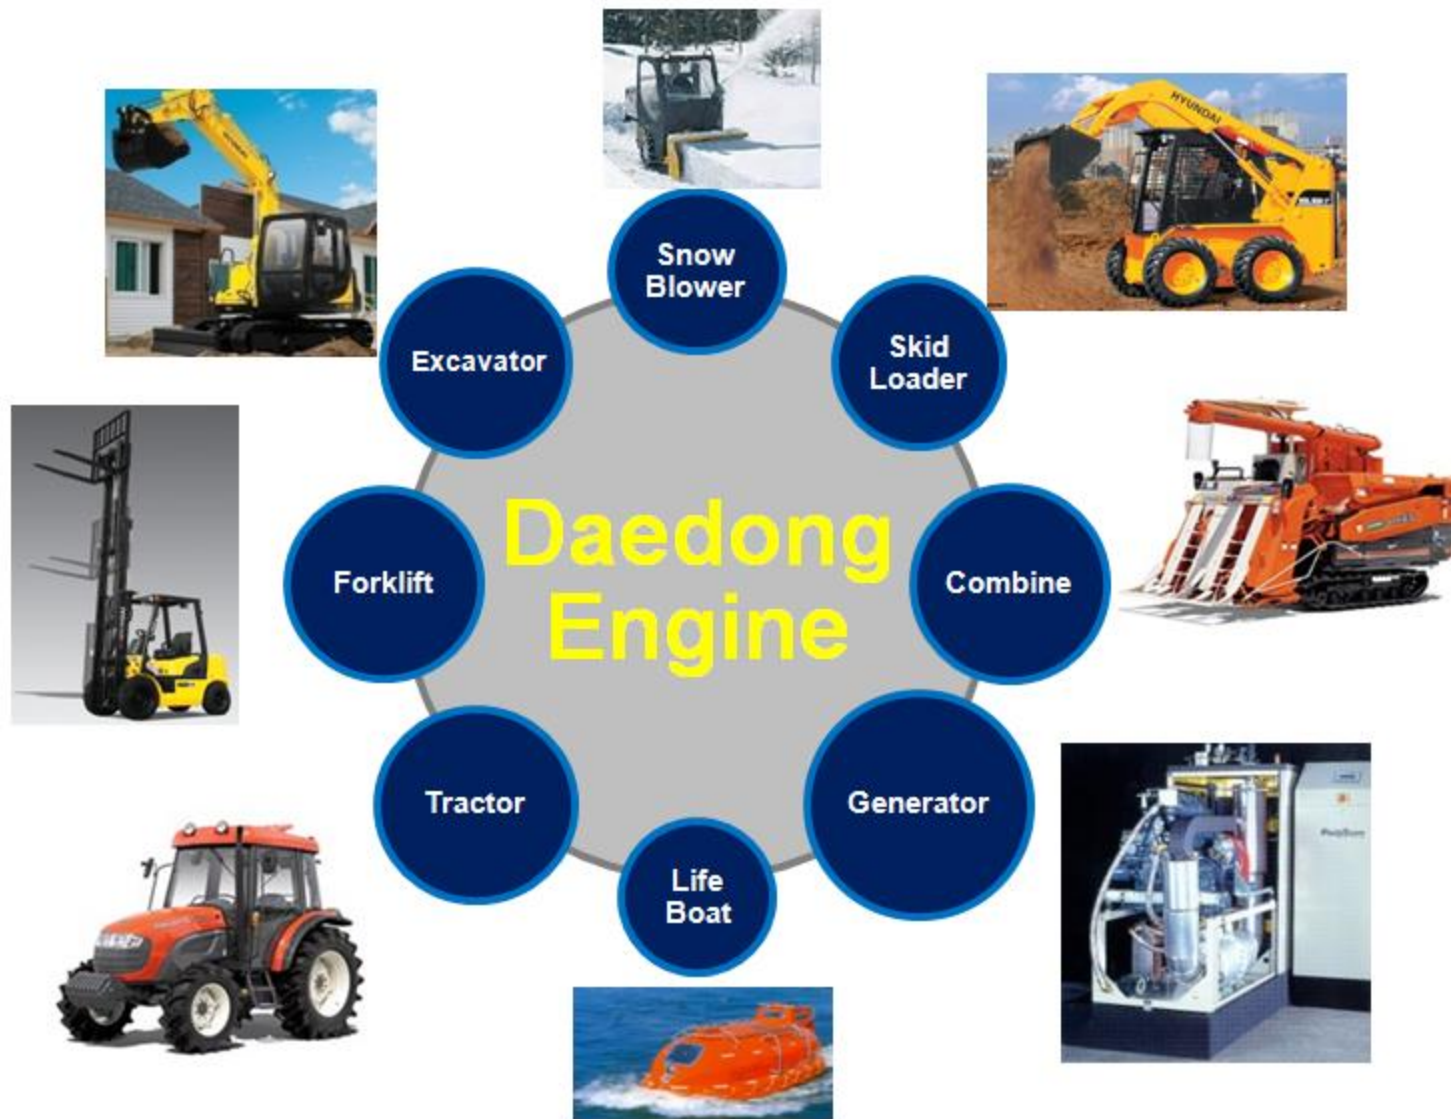 HYUNDAI
Snow
Blower
Excavator
Skid
Loader
Daedong
Engine
Forklift
Combine
Tractor
Generator
Life
Boat